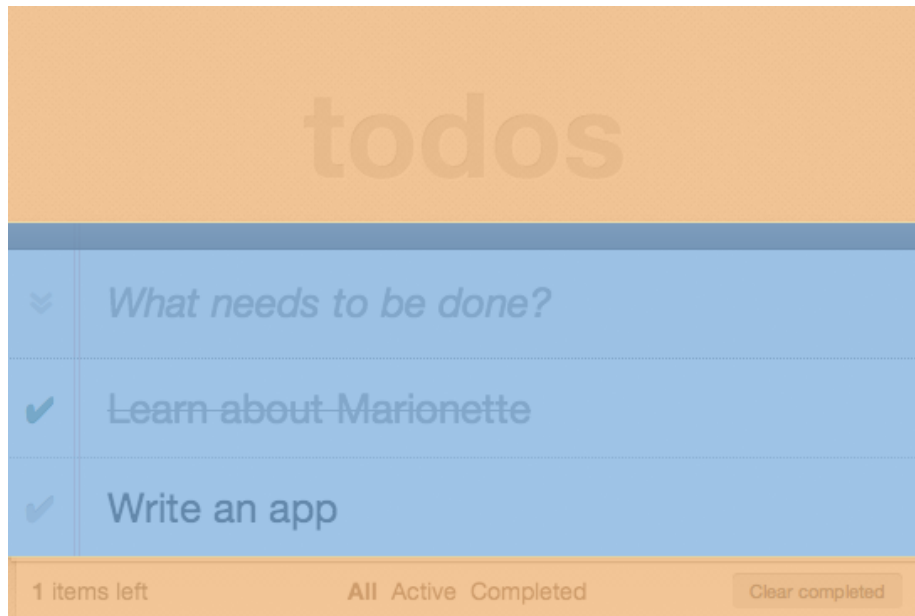 todos
What needs to be done?
Learn about Marionette
Write an app
1 items left All Active Completed Clear completed